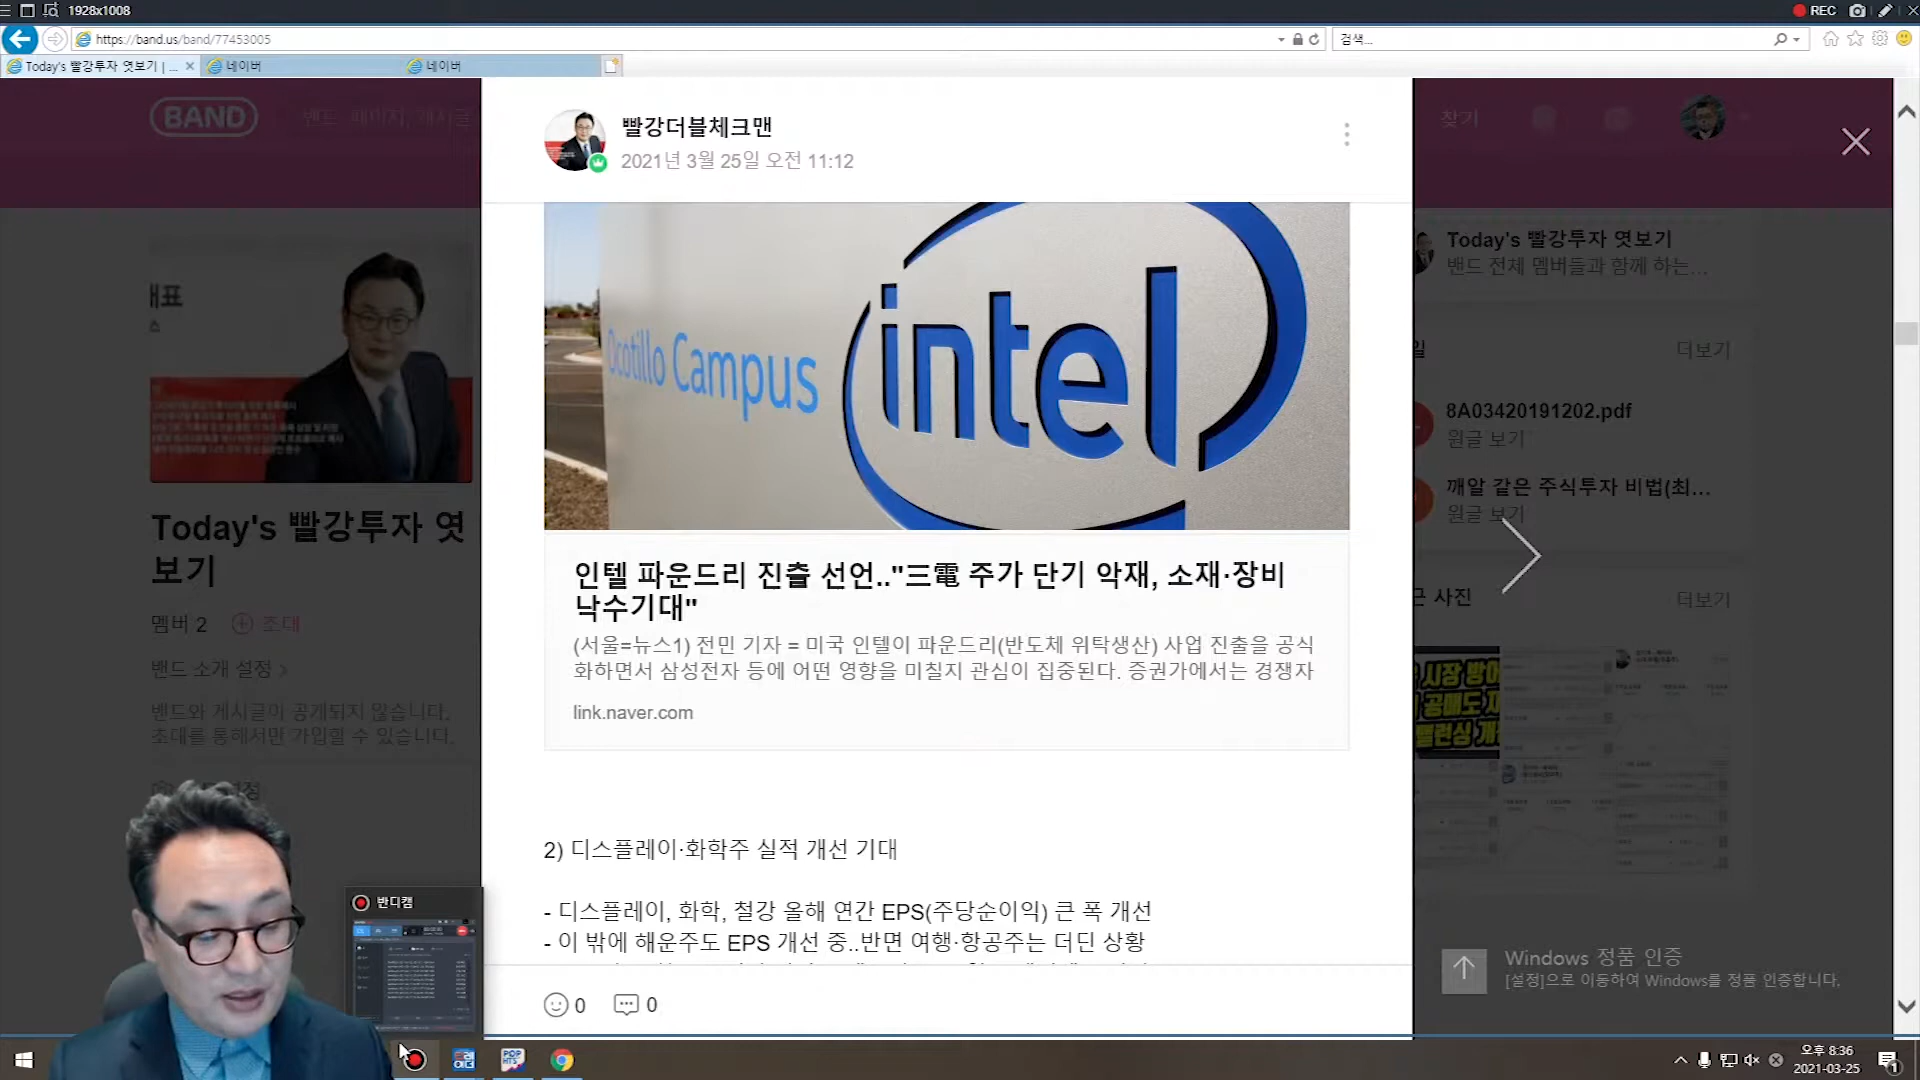 1928x1008
REC
https://band.us/band/77453005
검색...
Today's 빨강투자 엿보기 | ...
네이버
네이버
BAND
밴드, 페이지, 게시글
찾기
빨강더블체크맨
2021년 3월 25일 오전 11:12
Ocotillo Campus
intel
인텔 파운드리 진출 선언.."三電 주가 단기 악재, 소재·장비
낙수기대"
(서울=뉴스1) 전민 기자 = 미국 인텔이 파운드리(반도체 위탁생산) 사업 진출을 공식
화하면서 삼성전자 등에 어떤 영향을 미칠지 관심이 집중된다. 증권가에서는 경쟁자
link.naver.com
2) 디스플레이·화학주 실적 개선 기대
- 디스플레이, 화학, 철강 올해 연간 EPS(주당순이익) 큰 폭 개선
- 이 밖에 해운주도 EPS 개선 중..반면 여행·항공주는 더딘 상황
0
0
Today's 빨강투자 엿
보기
멤버 2
초대
밴드 소개 설정
밴드와 게시글이 공개되지 않습니다.
초대를 통해서만 가입할 수 있습니다.
Today's 빨강투자 엿보기
밴드 전체 멤버들과 함께 하는...
더보기
8A03420191202.pdf
원글 보기
깨알 같은 주식투자 비법(최...
원글 보기
사진
더보기
Windows 정품 인증
[설정]으로 이동하여 Windows를 정품 인증합니다.
반디캠
POP
HTS
오후 8:36
2021-03-25